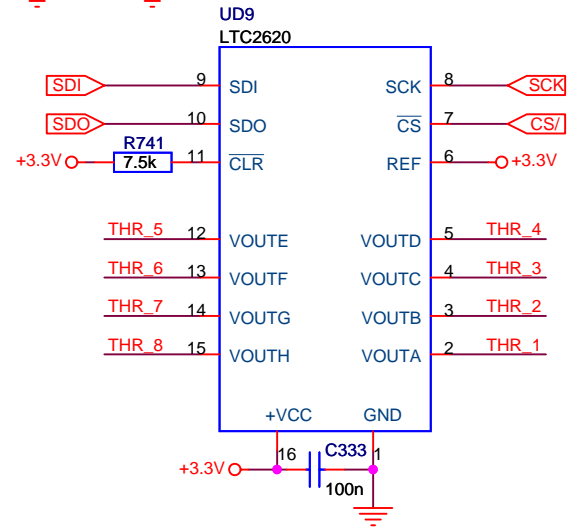 UD9
LTC2620
SDI 9 SDI SCK 8 SCK
SDO 10 SDO CS 7 CS/
R741
+3.3V 7.5k 11 CLR REF 6 +3.3V
THR_5 12 VOUTE VOUTD 5 THR_4
THR_6 13 VOUTF VOUTC 4 THR_3
THR_7 14 VOUTG VOUTB 3 THR_2
THR_8 15 VOUTH VOUTA 2 THR_1
+VCC GND
16 C333 1
+3.3V
100n